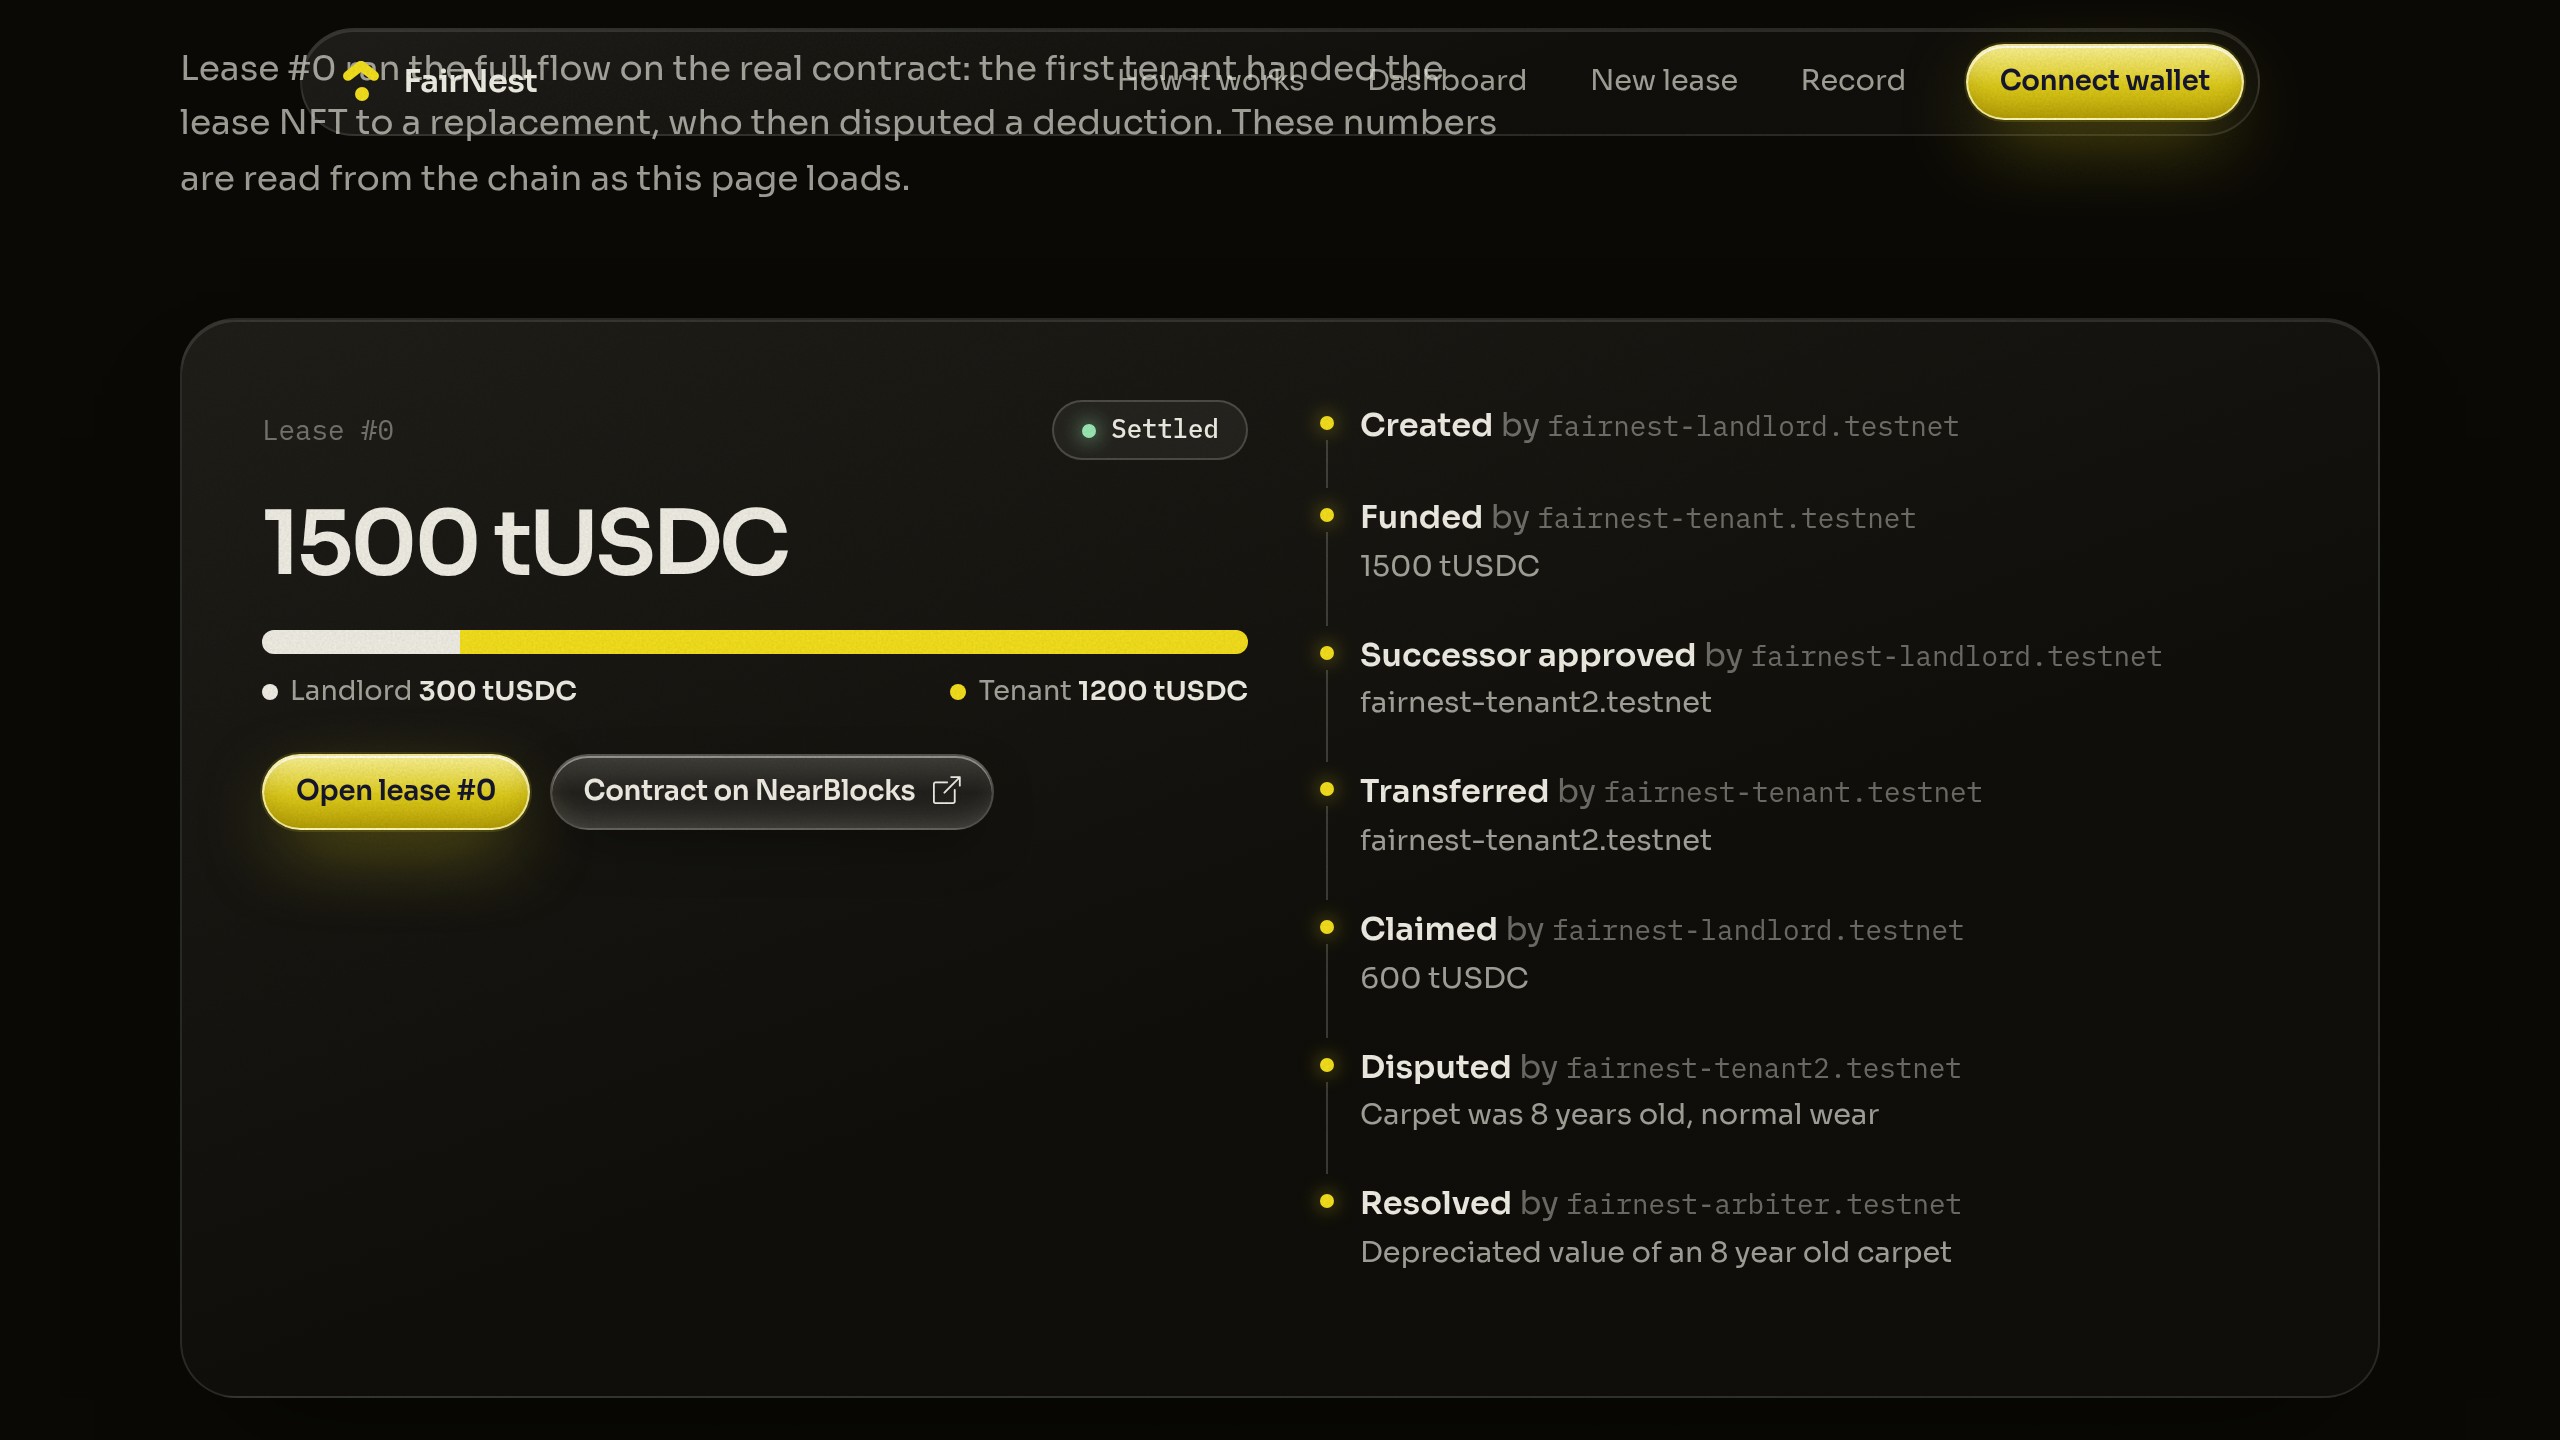 FairNest
How it works
Dashboard
New lease
Record
Connect wallet
Lease #0 ran the full flow on the real contract: the first tenant handed the
lease NFT to a replacement, who then disputed a deduction. These numbers
are read from the chain as this page loads.
Lease #0
Settled
1500 tUSDC
Landlord 300 tUSDC
Tenant 1200 tUSDC
Open lease #0
Contract on NearBlocks
Created by fairnest-landlord.testnet
Funded by fairnest-tenant.testnet
1500 tUSDC
Successor approved by fairnest-landlord.testnet
fairnest-tenant2.testnet
Transferred by fairnest-tenant.testnet
fairnest-tenant2.testnet
Claimed by fairnest-landlord.testnet
600 tUSDC
Disputed by fairnest-tenant2.testnet
Carpet was 8 years old, normal wear
Resolved by fairnest-arbiter.testnet
Depreciated value of an 8 year old carpet